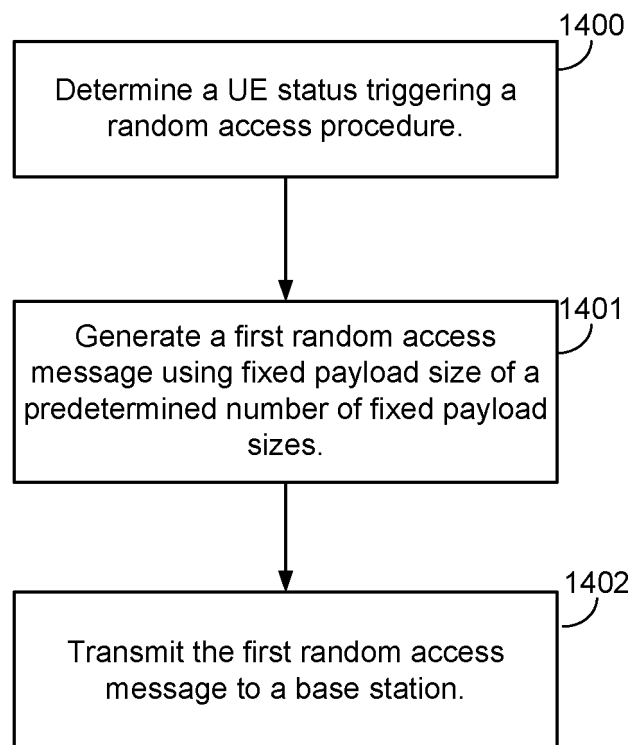 1400
Determine a UE status triggering a
random access procedure.
1401
Generate a first random access
message using fixed payload size of a
predetermined number of fixed payload
sizes.
1402
Transmit the first random access
message to a base station.